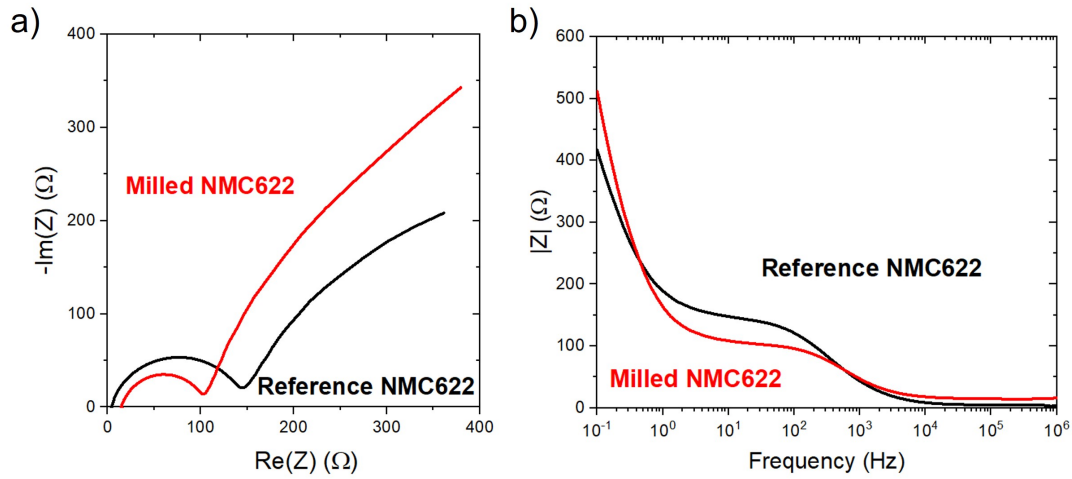 a)
400
300
200
100
0
-Im(Z) (Ω)
Milled NMC622
Reference NMC622
0 100 200 300 400
Re(Z) (Ω)
b)
600
500
400
300
200
100
0
|Z| (Ω)
Reference NMC622
Milled NMC622
10⁻¹ 10⁰ 10¹ 10² 10³ 10⁴ 10⁵ 10⁶
Frequency (Hz)